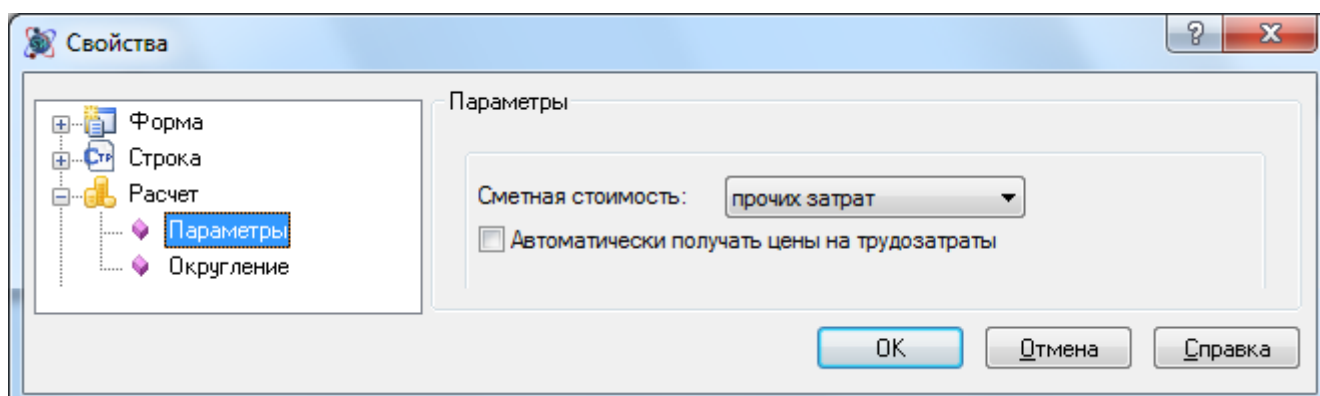 Свойства
Форма
Строка
Расчет
Параметры
Округление
Параметры
Сметная стоимость: прочих затрат
Автоматически получать цены на трудозатраты
OK Отмена Справка